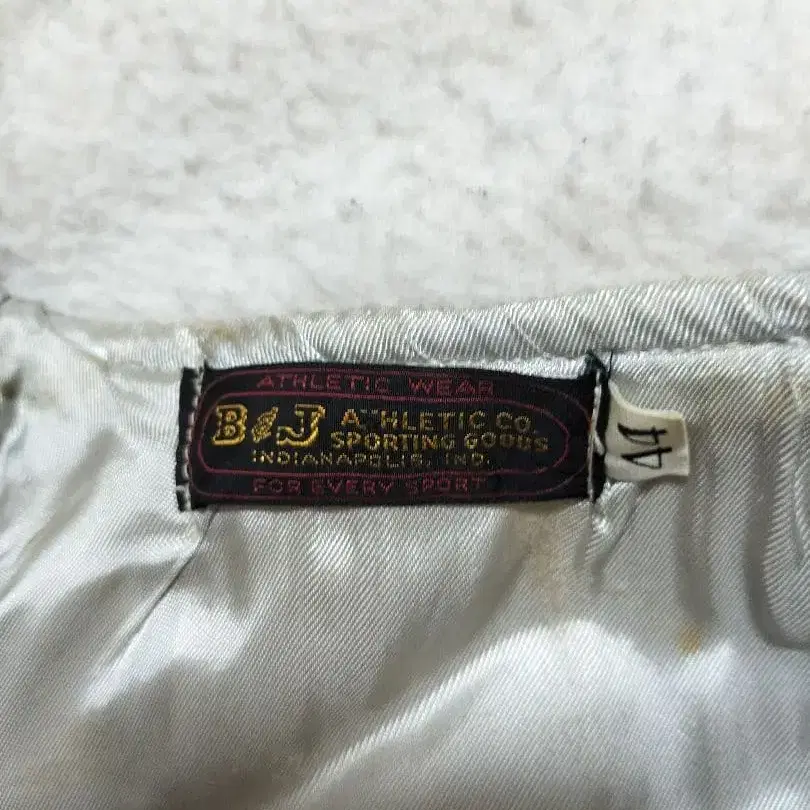 ATHLETIC WEAR
B & J ATHLETIC CO.
SPORTING GOODS
INDIANAPOLIS, IND.
FOR EVERY SPORT
44